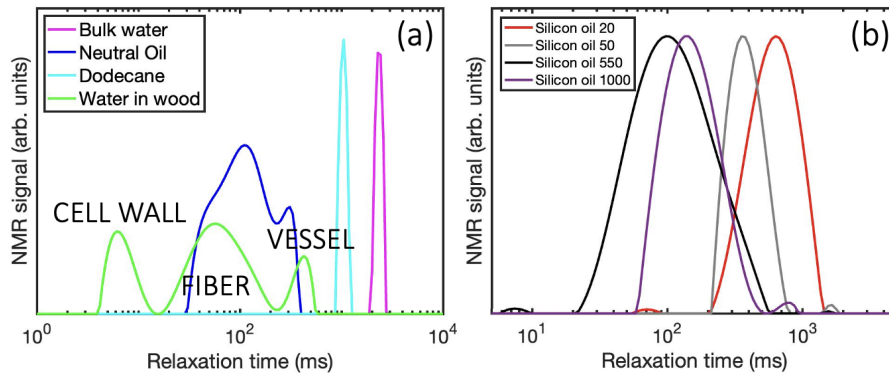 (a)
Bulk water
Neutral Oil
Dodecane
Water in wood
CELL WALL
FIBER
VESSEL
NMR signal (arb. units)
10^0 10^2 10^4
Relaxation time (ms)
(b)
Silicon oil 20
Silicon oil 50
Silicon oil 550
Silicon oil 1000
NMR signal (arb. units)
10^1 10^2 10^3
Relaxation time (ms)